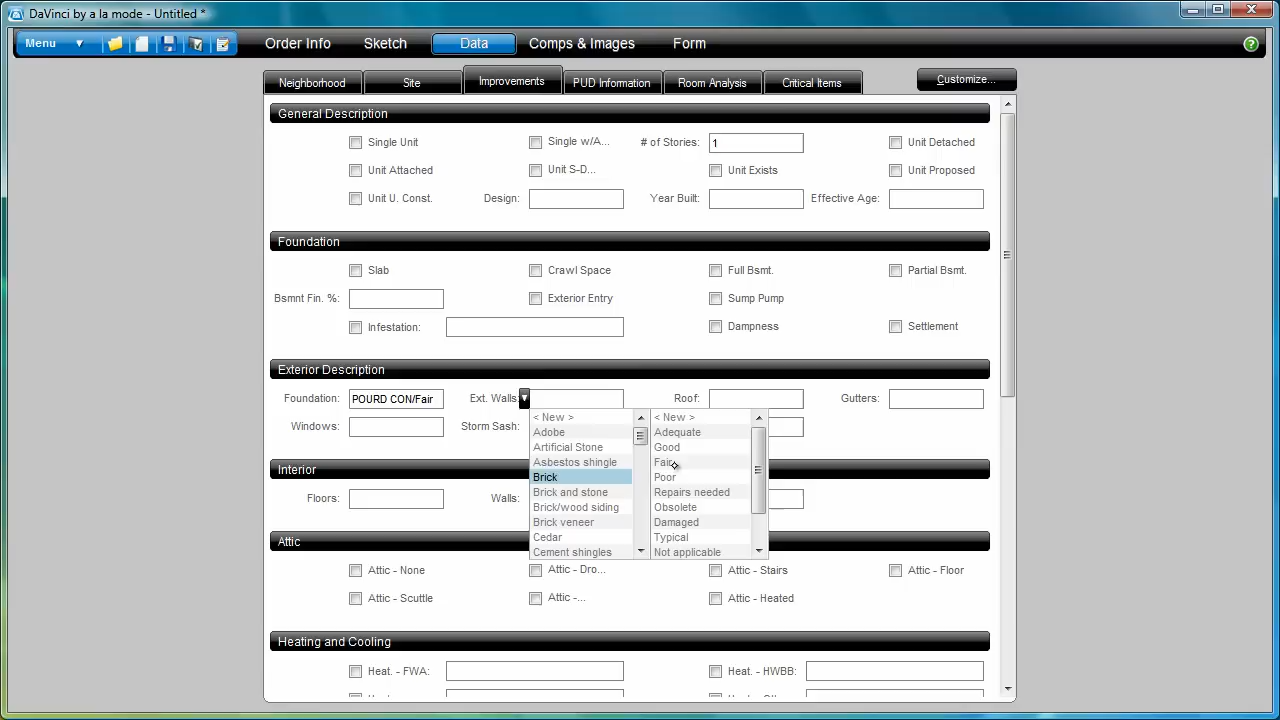 DaVinci by a la mode - Untitled *
Menu
Order Info
Sketch
Data
Comps & Images
Form
?
Neighborhood
Site
Improvements
PUD Information
Room Analysis
Critical Items
Customize...
General Description
Single Unit
Single w/A...
# of Stories:
1
Unit Detached
Unit Attached
Unit S-D...
Unit Exists
Unit Proposed
Unit U. Const.
Design:
Year Built:
Effective Age:
Foundation
Slab
Crawl Space
Full Bsmt.
Partial Bsmt.
Bsmnt Fin. %:
Exterior Entry
Sump Pump
Infestation:
Dampness
Settlement
Exterior Description
Foundation:
POURD CON/Fair
Ext. Walls:
Roof:
Gutters:
Windows:
Storm Sash:
< New >
Adobe
Artificial Stone
Asbestos shingle
Brick
Brick and stone
Brick/wood siding
Brick veneer
Cedar
Cement shingles
< New >
Adequate
Good
Fair
Poor
Repairs needed
Obsolete
Damaged
Typical
Not applicable
Interior
Floors:
Walls:
Attic
Attic - None
Attic - Dro...
Attic - Stairs
Attic - Floor
Attic - Scuttle
Attic -...
Attic - Heated
Heating and Cooling
Heat. - FWA:
Heat. - HWBB: